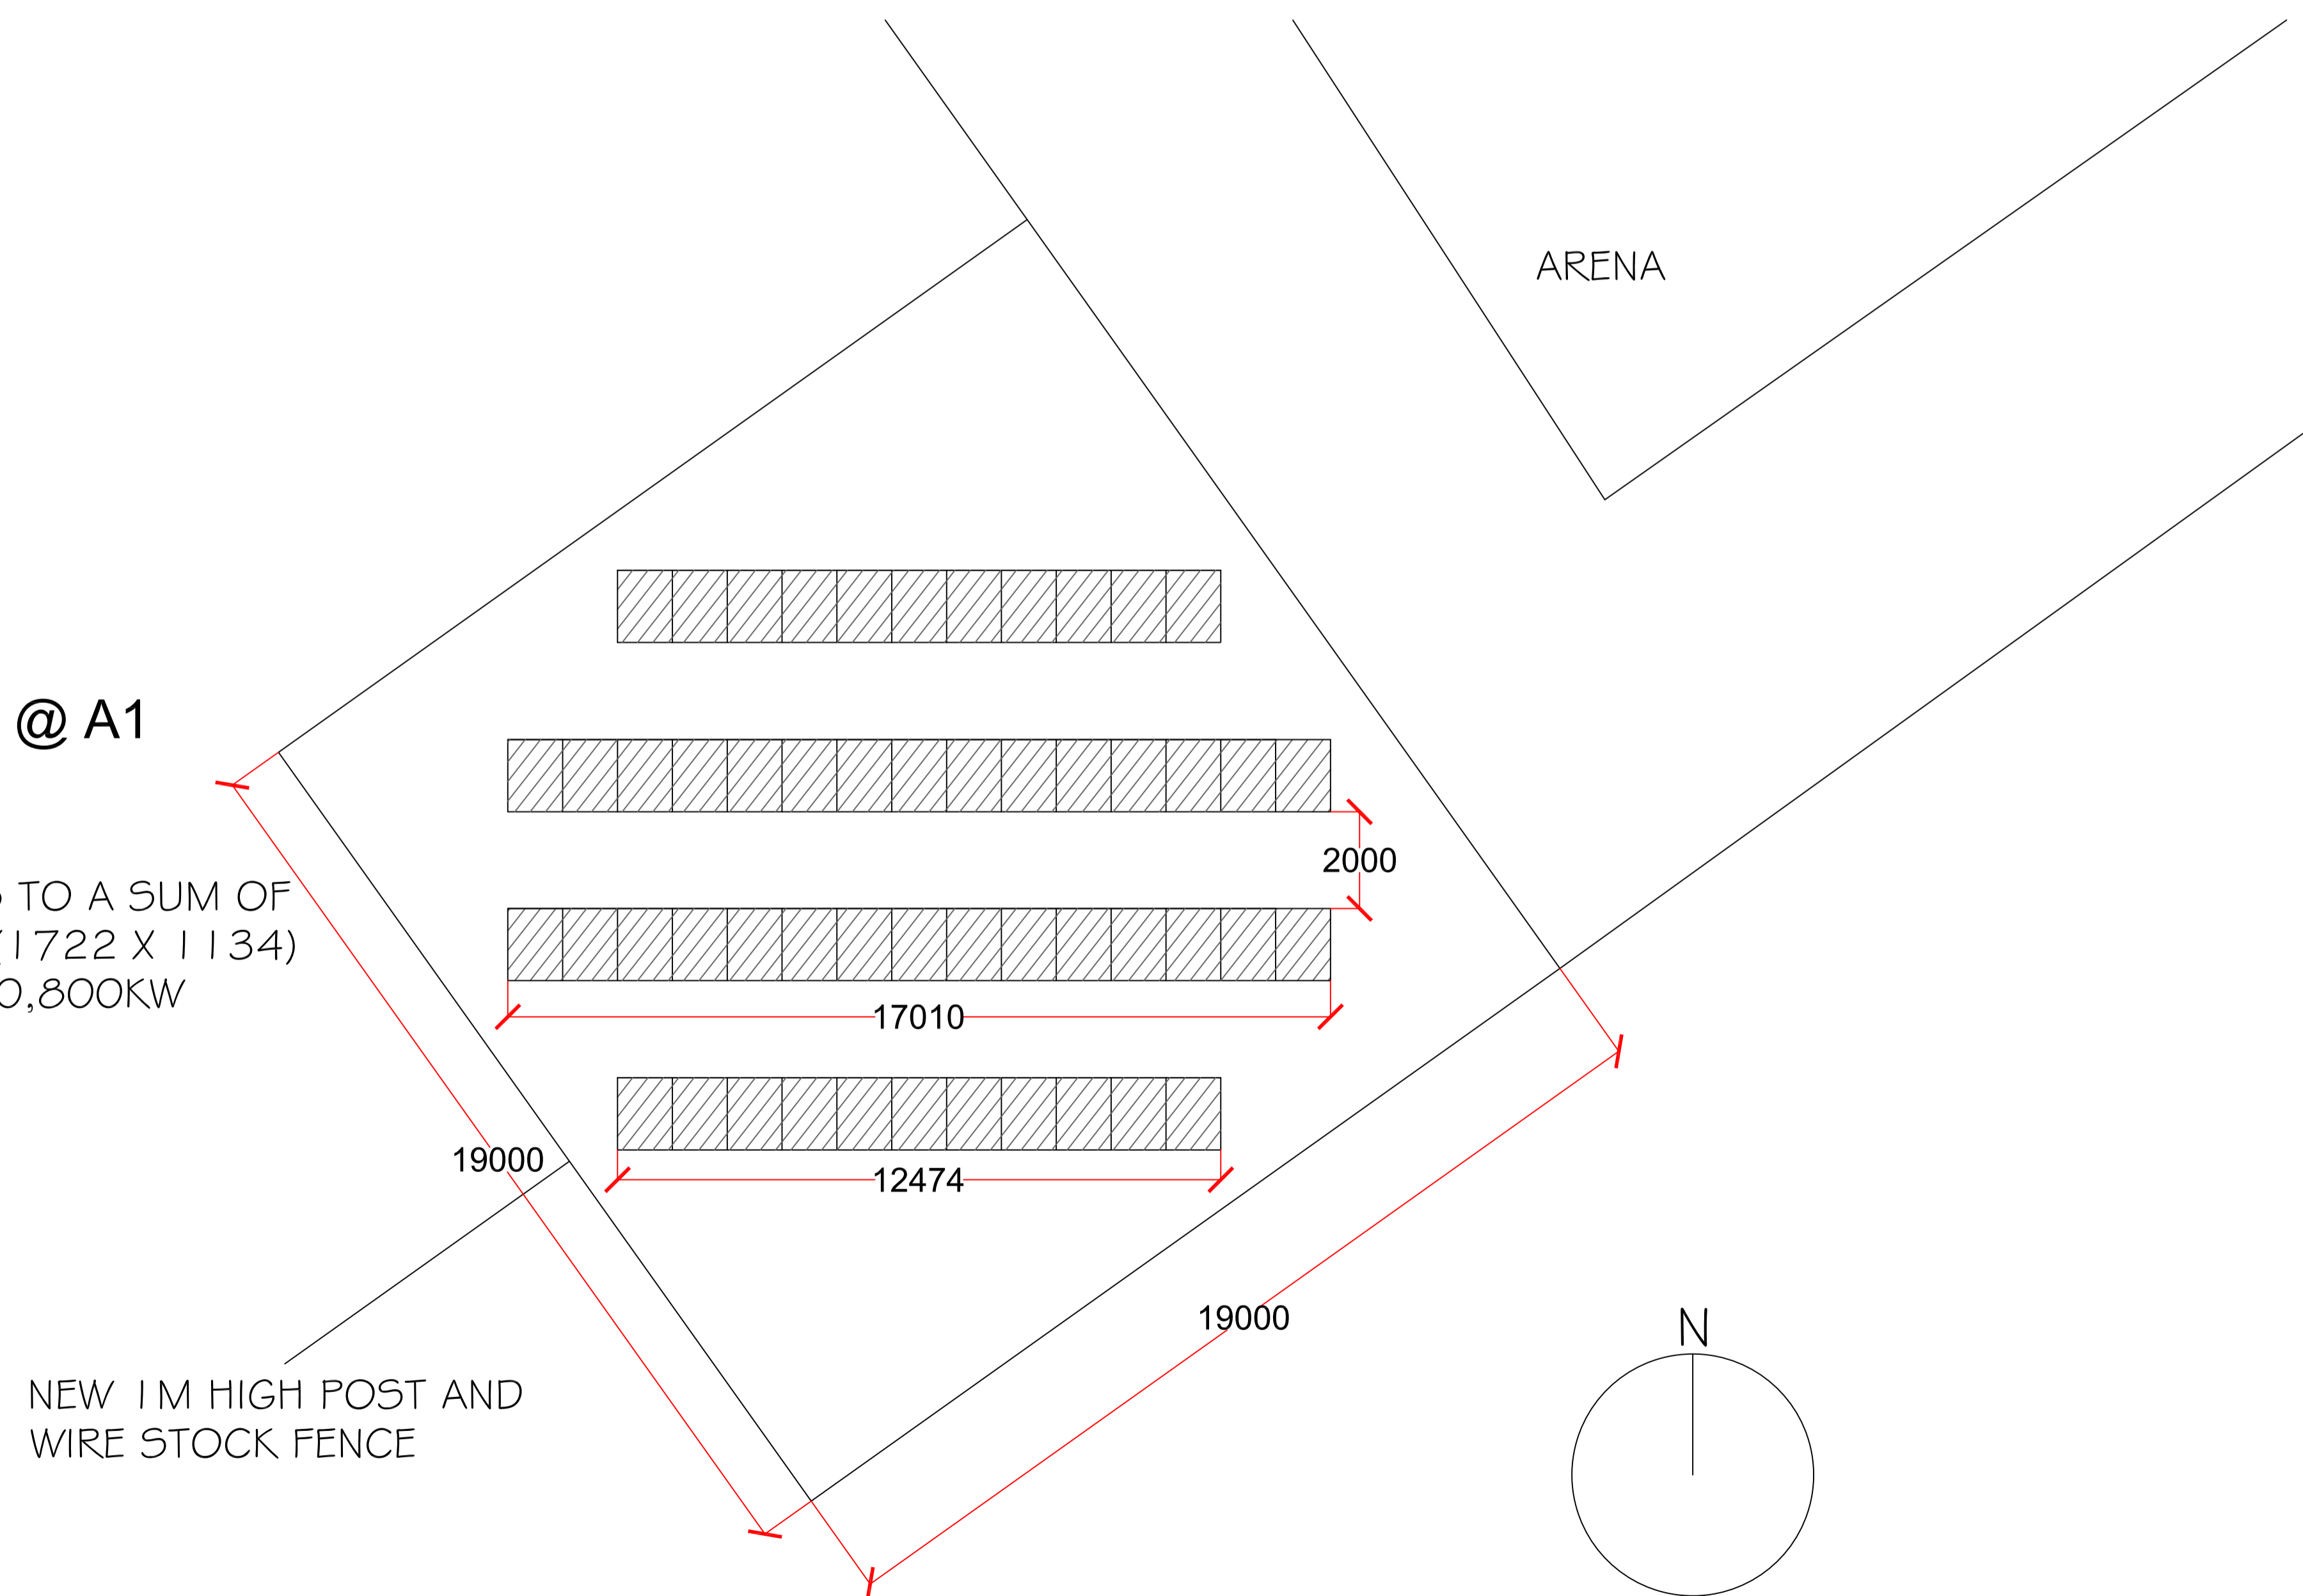 ARENA
@ A1
TO A SUM OF
(1722 X 1134)
0,800KW
2000
17010
12474
19000
19000
NEW 1M HIGH POST AND
WIRE STOCK FENCE
N